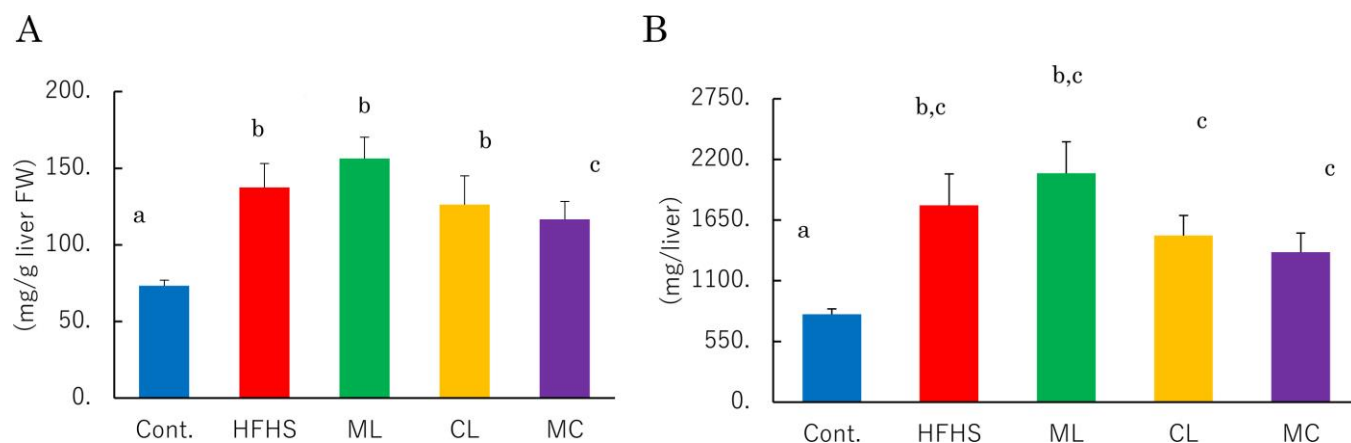 A
(mg/g liver FW)
200.
150.
100.
50.
0.
a
b
b
b
c
Cont. HFHS ML CL MC
B
(mg/liver)
2750.
2200.
1650.
1100.
550.
0.
a
b,c
b,c
c
c
Cont. HFHS ML CL MC